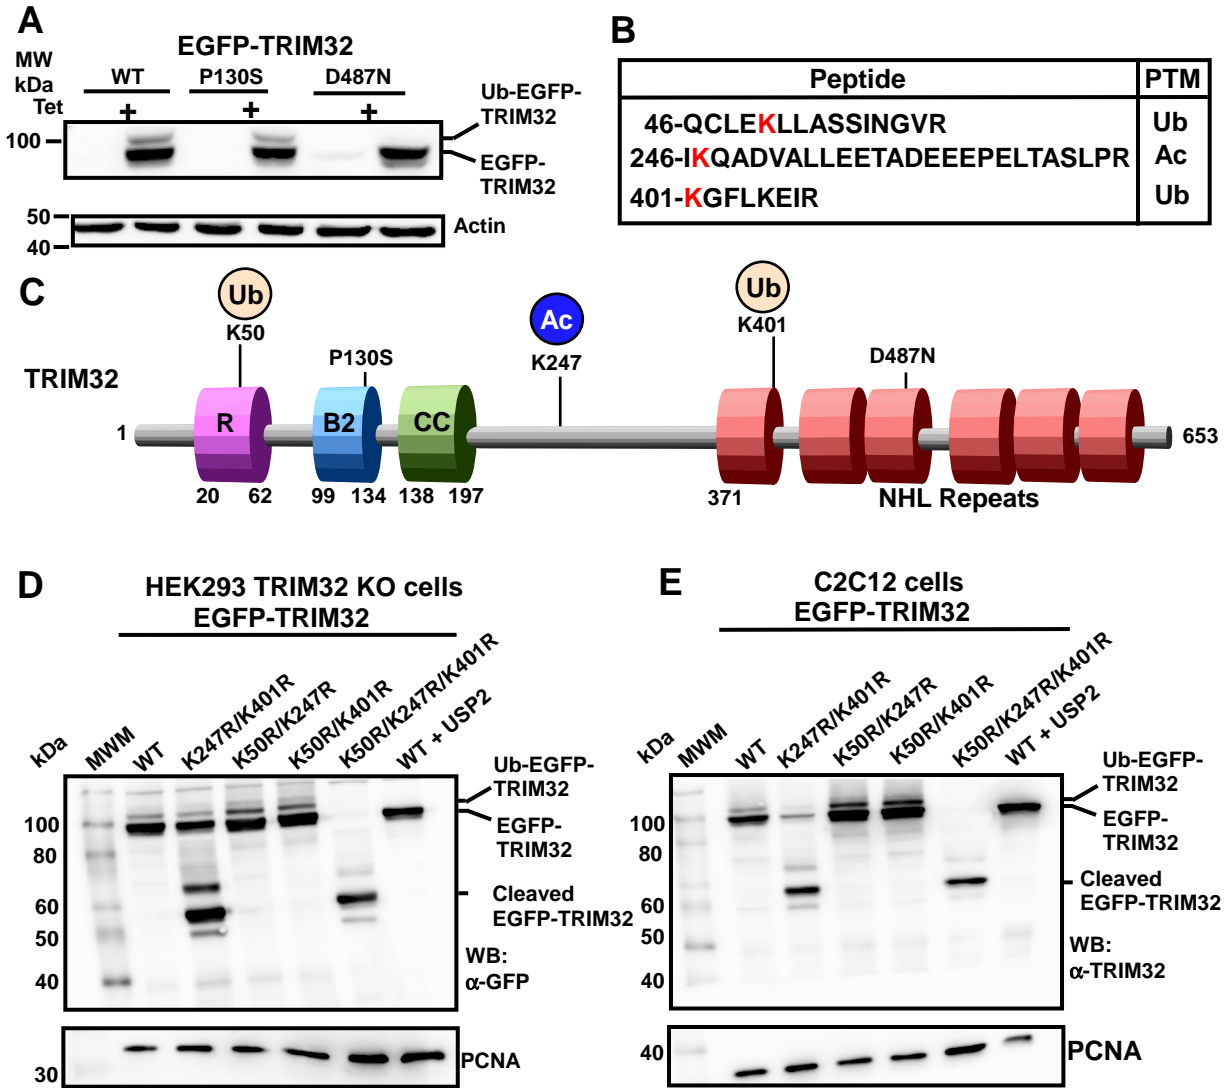 A
EGFP-TRIM32
MW
kDa
WT
P130S
D487N
Tet
+
+
+
Ub-EGFP-
TRIM32
100
EGFP-
TRIM32
50
40
Actin
B
Peptide
PTM
46-QCLEKLLASSINGVR
Ub
246-IKQADVALLEETADEEEPELTASLPR
Ac
401-KGFLKEIR
Ub
C
Ub
K50
Ac
K247
Ub
K401
P130S
D487N
TRIM32
1
R
B2
CC
653
20
62
99
134
138
197
371
NHL Repeats
D
HEK293 TRIM32 KO cells
EGFP-TRIM32
kDa
MWM
WT
K247R/K401R
K50R/K247R
K50R/K401R
K50R/K247R/K401R
WT + USP2
Ub-EGFP-
TRIM32
EGFP-
TRIM32
Cleaved
EGFP-TRIM32
WB:
α-GFP
100
80
60
50
40
30
PCNA
E
C2C12 cells
EGFP-TRIM32
kDa
MWM
WT
K247R/K401R
K50R/K247R
K50R/K401R
K50R/K247R/K401R
WT + USP2
Ub-EGFP-
TRIM32
EGFP-
TRIM32
Cleaved
EGFP-TRIM32
WB:
α-TRIM32
100
80
60
50
40
40
PCNA